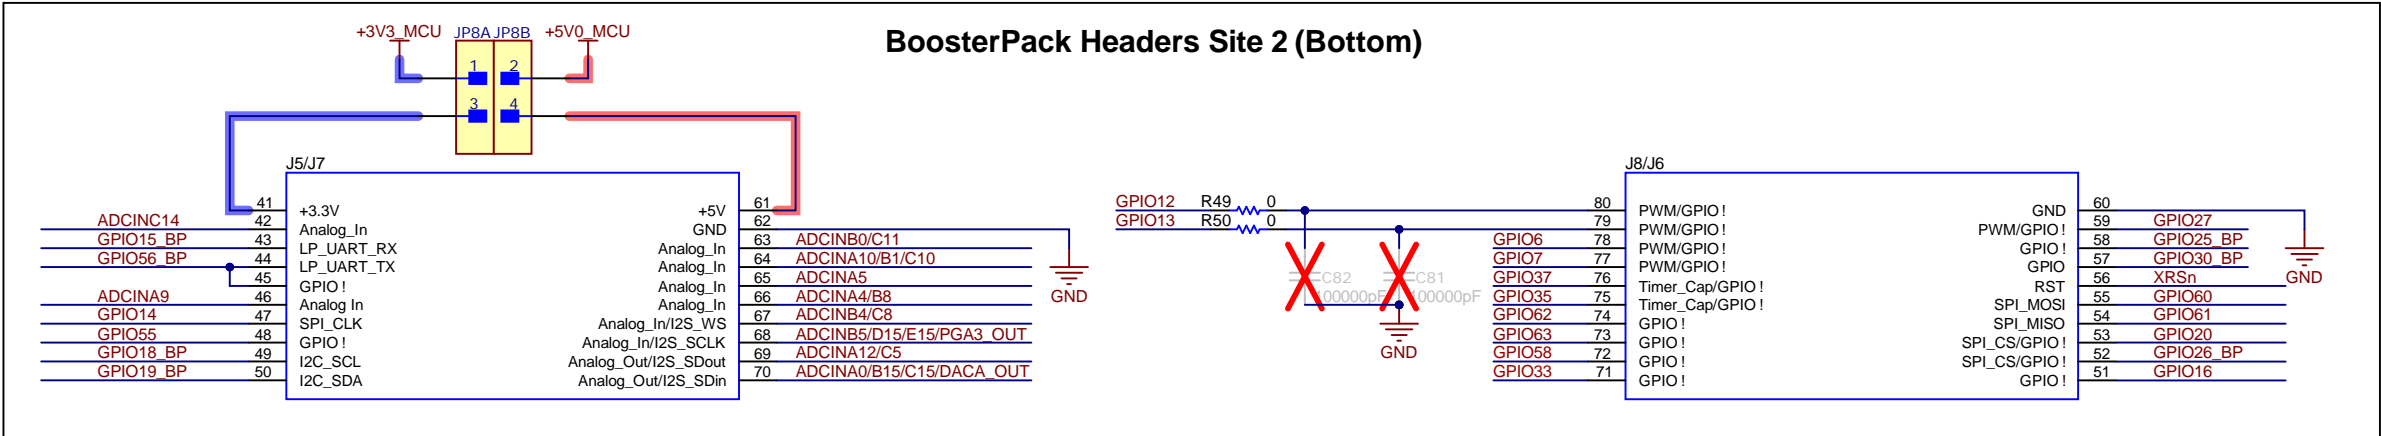 BoosterPack Headers Site 2 (Bottom)
+3V3_MCU JP8A JP8B +5V0_MCU
1 2
3 4
J5/J7
41 +3.3V +5V 61
ADCINC14 42 Analog_In GND 62
GPIO15_BP 43 LP_UART_RX Analog_In 63 ADCINB0/C11
GPIO56_BP 44 LP_UART_TX Analog_In 64 ADCINA10/B1/C10
45 GPIO ! Analog_In 65 ADCINA5
ADCINA9 46 Analog In Analog_In 66 ADCINA4/B8
GPIO14 47 SPI_CLK Analog_In/I2S_WS 67 ADCINB4/C8
GPIO55 48 GPIO ! Analog_In/I2S_SCLK 68 ADCINB5/D15/E15/PGA3_OUT
GPIO18_BP 49 I2C_SCL Analog_Out/I2S_SDout 69 ADCINA12/C5
GPIO19_BP 50 I2C_SDA Analog_Out/I2S_SDin 70 ADCINA0/B15/C15/DACA_OUT
GND
J8/J6
GPIO12 R49 0 80 PWM/GPIO ! GND 60
GPIO13 R50 0 79 PWM/GPIO ! PWM/GPIO ! 59 GPIO27
GPIO6 78 PWM/GPIO ! GPIO ! 58 GPIO25_BP
GPIO7 77 PWM/GPIO ! GPIO 57 GPIO30_BP
GPIO37 76 Timer_Cap/GPIO ! RST 56 XRSn
GPIO35 75 Timer_Cap/GPIO ! SPI_MOSI 55 GPIO60
GPIO62 74 GPIO ! SPI_MISO 54 GPIO61
GPIO63 73 GPIO ! SPI_CS/GPIO ! 53 GPIO20
GPIO58 72 GPIO ! SPI_CS/GPIO ! 52 GPIO26_BP
GPIO33 71 GPIO ! GPIO ! 51 GPIO16
C82 C81
100000pF 100000pF
GND
GND